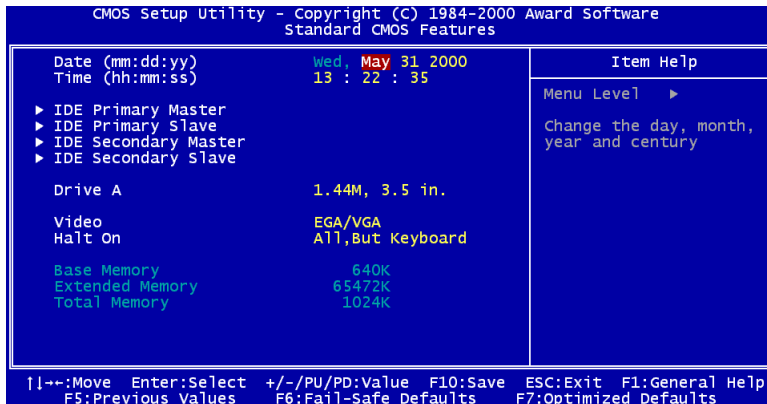 CMOS Setup Utility - Copyright (C) 1984-2000 Award Software
Standard CMOS Features
Date (mm:dd:yy) Wed, May 31 2000
Time (hh:mm:ss) 13 : 22 : 35
▶ IDE Primary Master
▶ IDE Primary Slave
▶ IDE Secondary Master
▶ IDE Secondary Slave
Drive A 1.44M, 3.5 in.
Video EGA/VGA
Halt On All,But Keyboard
Base Memory 640K
Extended Memory 65472K
Total Memory 1024K
Item Help
Menu Level ▶
Change the day, month,
year and century
↑↓→←:Move Enter:Select +/-/PU/PD:Value F10:Save ESC:Exit F1:General Help
F5:Previous Values F6:Fail-Safe Defaults F7:Optimized Defaults